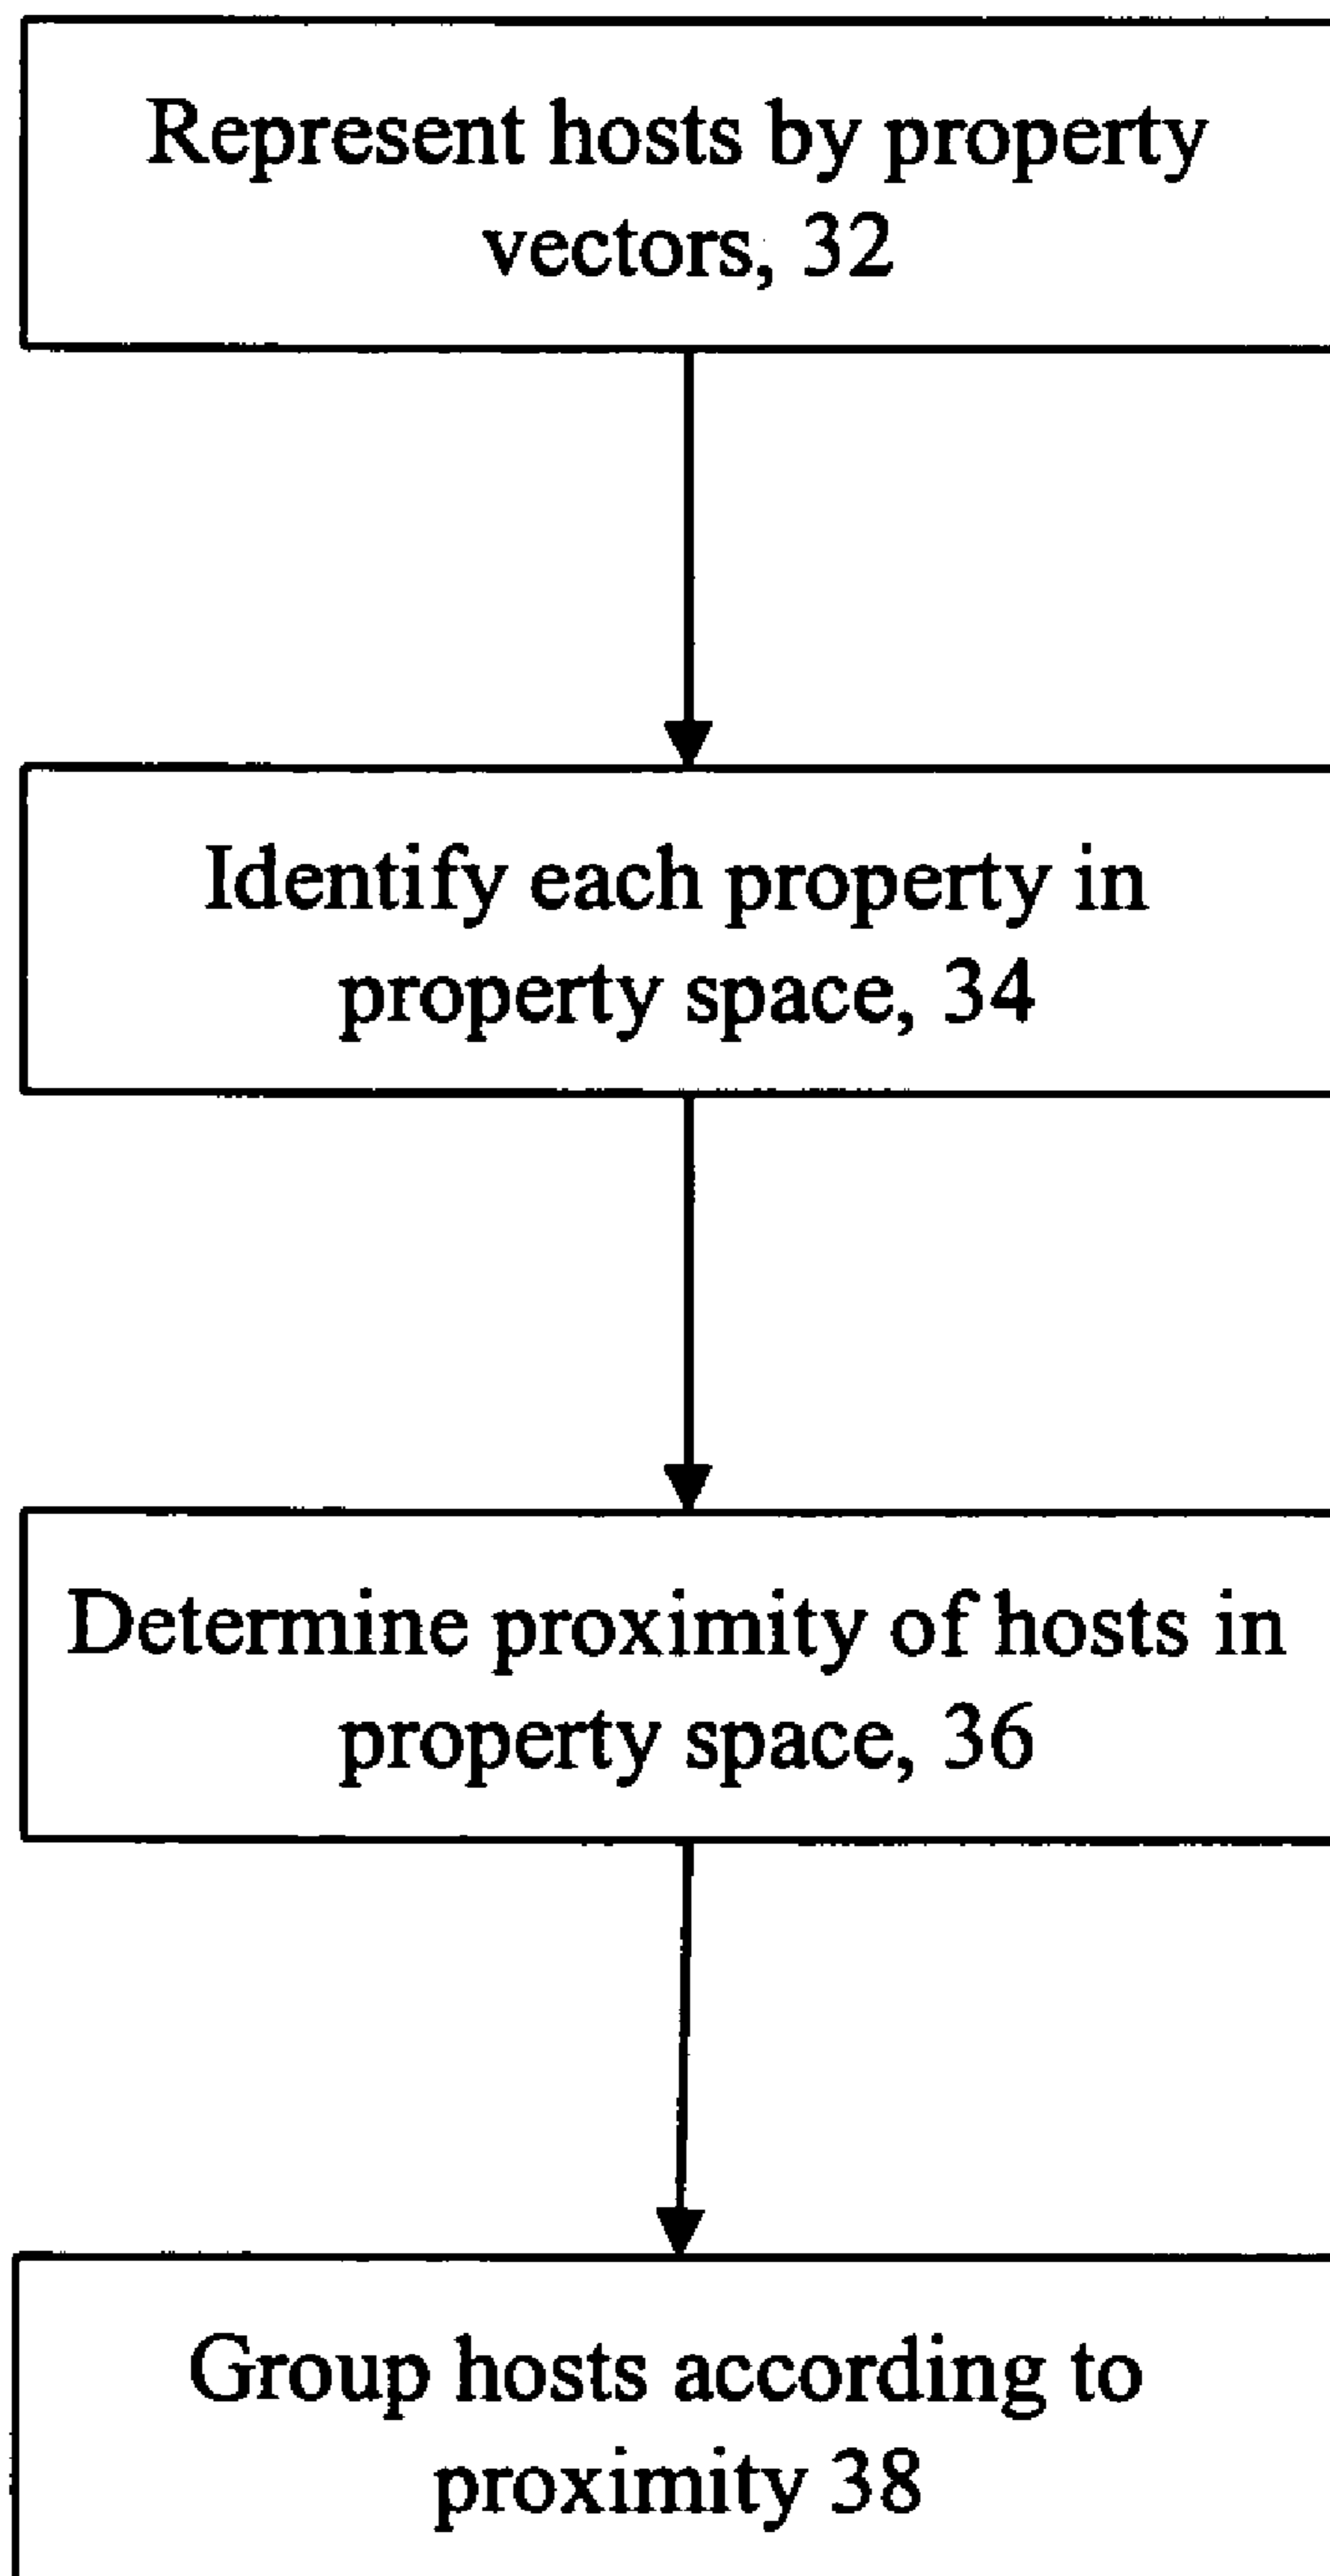 Represent hosts by property
vectors, 32
Identify each property in
property space, 34
Determine proximity of hosts in
property space, 36
Group hosts according to
proximity 38